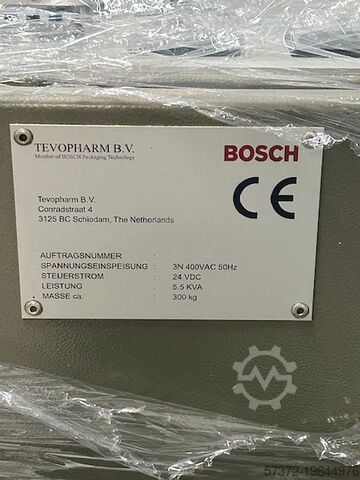 TEVOPHARM B.V.
Member of BOSCH Packaging Technology
BOSCH
CE
Tevopharm B.V.
Conradstraat 4
3125 BC Schiedam, The Netherlands
AUFTRAGSNUMMER :
SPANNUNGSEINSPEISUNG : 3N 400VAC 50Hz
STEUERSTROM : 24 VDC
LEISTUNG : 5.5 KVA
MASSE ca. : 300 kg
57372-19644976